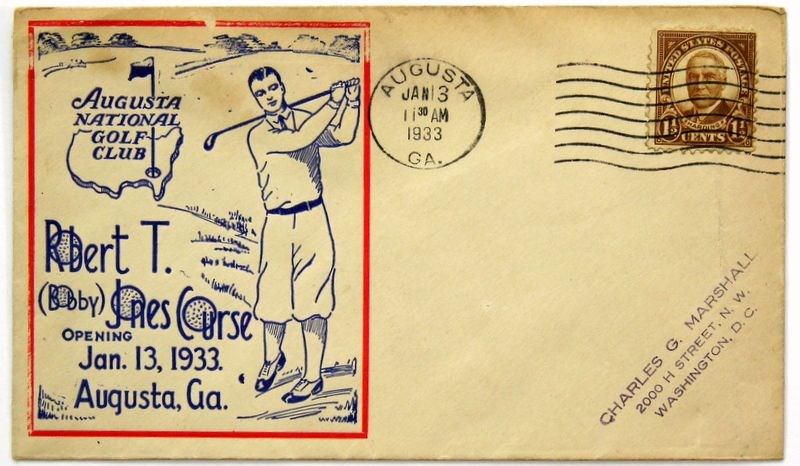 AUGUSTA
NATIONAL
GOLF
CLUB
Robert T.
(Bobby) Jones Course
OPENING
Jan. 13, 1933.
Augusta, Ga.
AUGUSTA
JAN 13
11 30 AM
1933
GA.
UNITED STATES POSTAGE
HARDING
1½ CENTS 1½
CHARLES G. MARSHALL
2000 H STREET, N. W.
WASHINGTON, D. C.